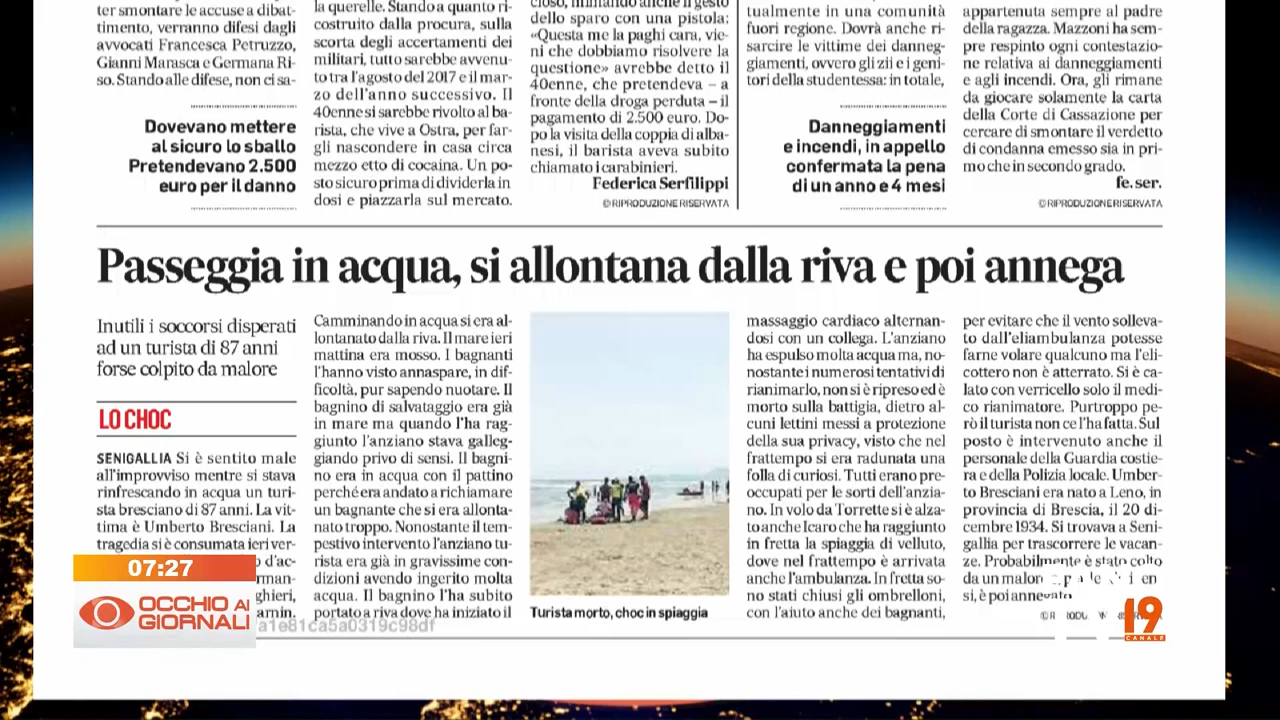 ter smontare le accuse a dibat-
timento, verranno difesi dagli
avvocati Francesca Petruzzo,
Gianni Marasca e Germana Ri-
so. Stando alle difese, non ci sa-
Dovevano mettere
al sicuro lo sballo
Pretendevano 2.500
euro per il danno
la querelle. Stando a quanto ri-
costruito dalla procura, sulla
scorta degli accertamenti dei
militari, tutto sarebbe avvenu-
to tra l'agosto del 2017 e il mar-
zo dell'anno successivo. Il
40enne si sarebbe rivolto al ba-
rista, che vive a Ostra, per far-
gli nascondere in casa circa
mezzo etto di cocaina. Un po-
sto sicuro prima di dividerla in
dosi e piazzarla sul mercato.
cioso, mimando anche il gesto
dello sparo con una pistola:
«Questa me la paghi cara, vie-
ni che dobbiamo risolvere la
questione» avrebbe detto il
40enne, che pretendeva – a
fronte della droga perduta – il
pagamento di 2.500 euro. Do-
po la visita della coppia di alba-
nesi, il barista aveva subito
chiamato i carabinieri.
Federica Serfilippi
© RIPRODUZIONE RISERVATA
tualmente in una comunità
fuori regione. Dovrà anche ri-
sarcire le vittime dei danneg-
giamenti, ovvero gli zii e i geni-
tori della studentessa: in totale,
Danneggiamenti
e incendi, in appello
confermata la pena
di un anno e 4 mesi
appartenuta sempre al padre
della ragazza. Mazzoni ha sem-
pre respinto ogni contestazio-
ne relativa ai danneggiamenti
e agli incendi. Ora, gli rimane
da giocare solamente la carta
della Corte di Cassazione per
cercare di smontare il verdetto
di condanna emesso sia in pri-
mo che in secondo grado.
fe. ser.
© RIPRODUZIONE RISERVATA
Passeggia in acqua, si allontana dalla riva e poi annega
Inutili i soccorsi disperati
ad un turista di 87 anni
forse colpito da malore
LO CHOC
SENIGALLIA Si è sentito male
all'improvviso mentre si stava
rinfrescando in acqua un turi-
sta bresciano di 87 anni. La vit-
tima è Umberto Bresciani. La
tragedia si è consumata ieri ver-
Camminando in acqua si era al-
lontanato dalla riva. Il mare ieri
mattina era mosso. I bagnanti
l'hanno visto annaspare, in dif-
ficoltà, pur sapendo nuotare. Il
bagnino di salvataggio era già
in mare ma quando l'ha rag-
giunto l'anziano stava galleg-
giando privo di sensi. Il bagni-
no era in acqua con il pattino
perché era andato a richiamare
un bagnante che si era allonta-
nato troppo. Nonostante il tem-
pestivo intervento l'anziano tu-
rista era già in gravissime con-
dizioni avendo ingerito molta
acqua. Il bagnino l'ha subito
portato a riva dove ha iniziato il
Turista morto, choc in spiaggia
massaggio cardiaco alternan-
dosi con un collega. L'anziano
ha espulso molta acqua ma, no-
nostante i numerosi tentativi di
rianimarlo, non si è ripreso ed è
morto sulla battigia, dietro al-
cuni lettini messi a protezione
della sua privacy, visto che nel
frattempo si era radunata una
folla di curiosi. Tutti erano pre-
occupati per le sorti dell'anzia-
no. In volo da Torrette si è alza-
to anche Icaro che ha raggiunto
in fretta la spiaggia di velluto,
dove nel frattempo è arrivata
anche l'ambulanza. In fretta so-
no stati chiusi gli ombrelloni,
con l'aiuto anche dei bagnanti,
per evitare che il vento solleva-
to dall'eliambulanza potesse
farne volare qualcuno ma l'eli-
cottero non è atterrato. Si è ca-
lato con verricello solo il medi-
co rianimatore. Purtroppo pe-
rò il turista non ce l'ha fatta. Sul
posto è intervenuto anche il
personale della Guardia costie-
ra e della Polizia locale. Umber-
to Bresciani era nato a Leno, in
provincia di Brescia, il 20 di-
cembre 1934. Si trovava a Seni-
gallia per trascorrere le vacan-
ze. Probabilmente è stato colto
da un malor
si, è poi annegato.
07:27
OCCHIO AI
GIORNALI
19
CANALE